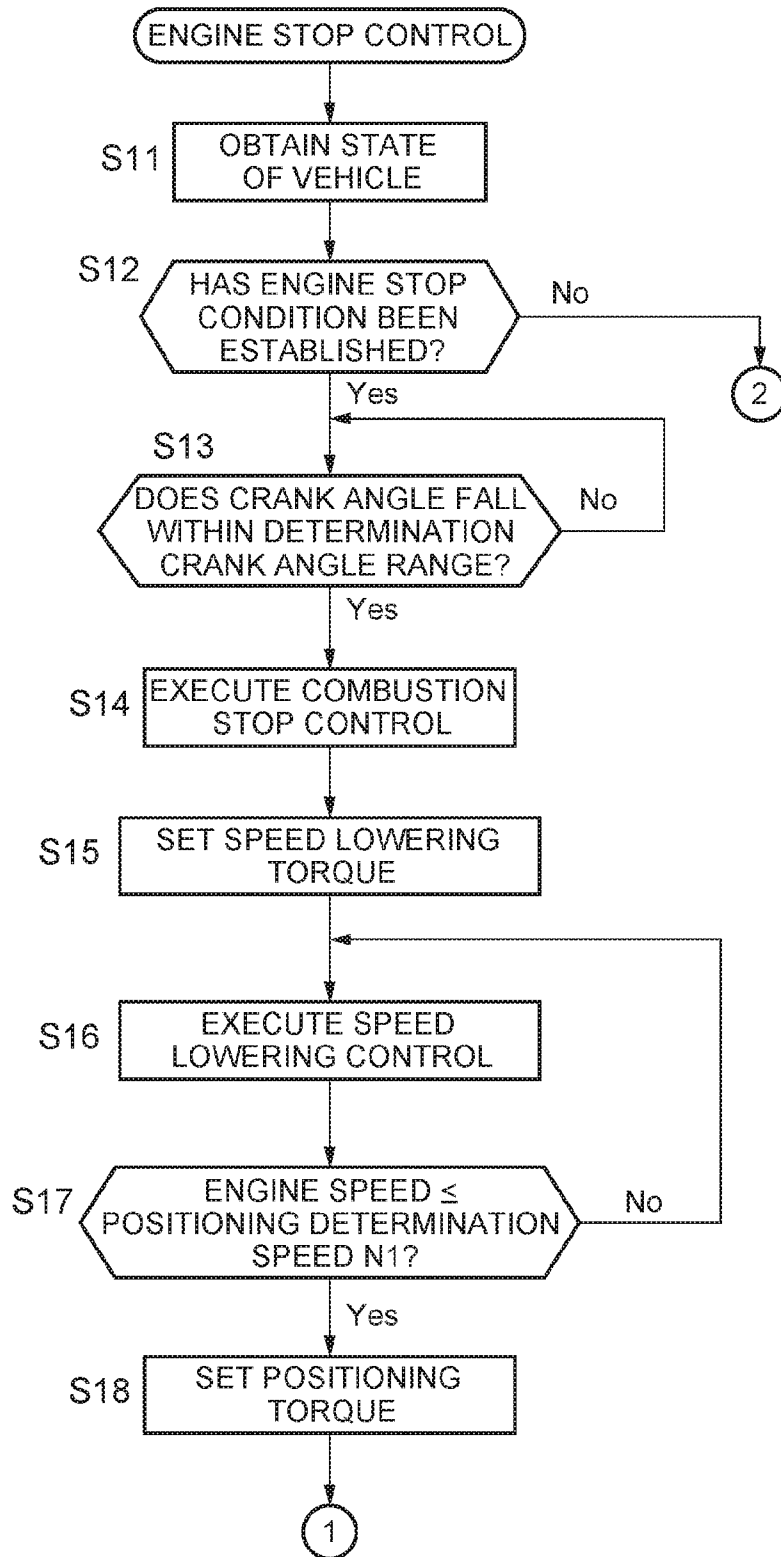 ENGINE STOP CONTROL
S11
OBTAIN STATE
OF VEHICLE
S12
HAS ENGINE STOP
CONDITION BEEN
ESTABLISHED?
No
2
Yes
S13
DOES CRANK ANGLE FALL
WITHIN DETERMINATION
CRANK ANGLE RANGE?
No
Yes
S14
EXECUTE COMBUSTION
STOP CONTROL
S15
SET SPEED LOWERING
TORQUE
S16
EXECUTE SPEED
LOWERING CONTROL
S17
ENGINE SPEED ≤
POSITIONING DETERMINATION
SPEED N1?
No
Yes
S18
SET POSITIONING
TORQUE
1